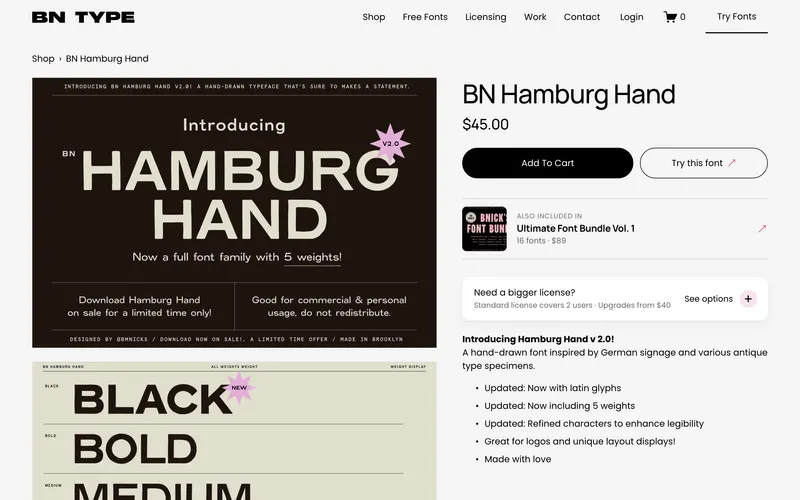 BN TYPE
Shop Free Fonts Licensing Work Contact Login 0 Try Fonts
Shop › BN Hamburg Hand
INTRODUCING BN HAMBURG HAND V2.0! A HAND-DRAWN TYPEFACE THAT'S SURE TO MAKES A STATEMENT.
Introducing
V2.0
BN HAMBURG
HAND
Now a full font family with 5 weights!
Download Hamburg Hand
on sale for a limited time only!
Good for commercial & personal
usage, do not redistribute.
DESIGNED BY @BMNICKS / DOWNLOAD NOW ON SALE!, A LIMITED TIME OFFER / MADE IN BROOKLYN
BN HAMBURG HAND ALL WEIGHTS WEIGHT WEIGHT DISPLAY
BLACK BLACK NEW
BOLD BOLD
MEDIUM MEDIUM
BN Hamburg Hand
$45.00
Add To Cart Try this font ↗
BNICK'S
FONT BUN
ALSO INCLUDED IN
Ultimate Font Bundle Vol. 1
16 fonts · $89
↗
Need a bigger license?
Standard license covers 2 users · Upgrades from $40
See options +
Introducing Hamburg Hand v 2.0!
A hand-drawn font inspired by German signage and various antique
type specimens.
• Updated: Now with latin glyphs
• Updated: Now including 5 weights
• Updated: Refined characters to enhance legibility
• Great for logos and unique layout displays!
• Made with love